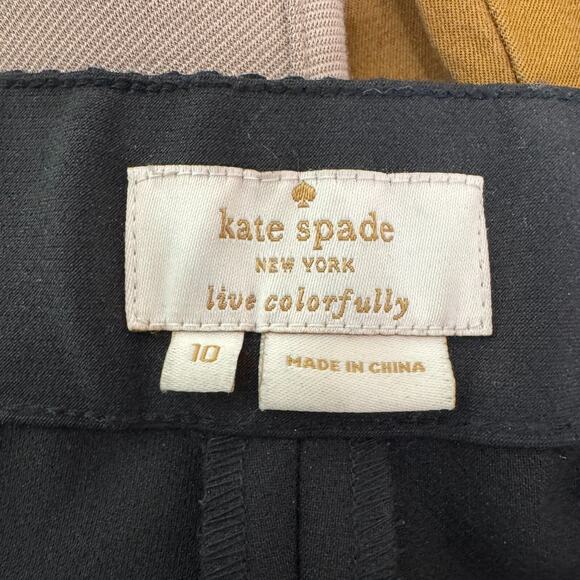 kate spade
NEW YORK
live colorfully
10
MADE IN CHINA